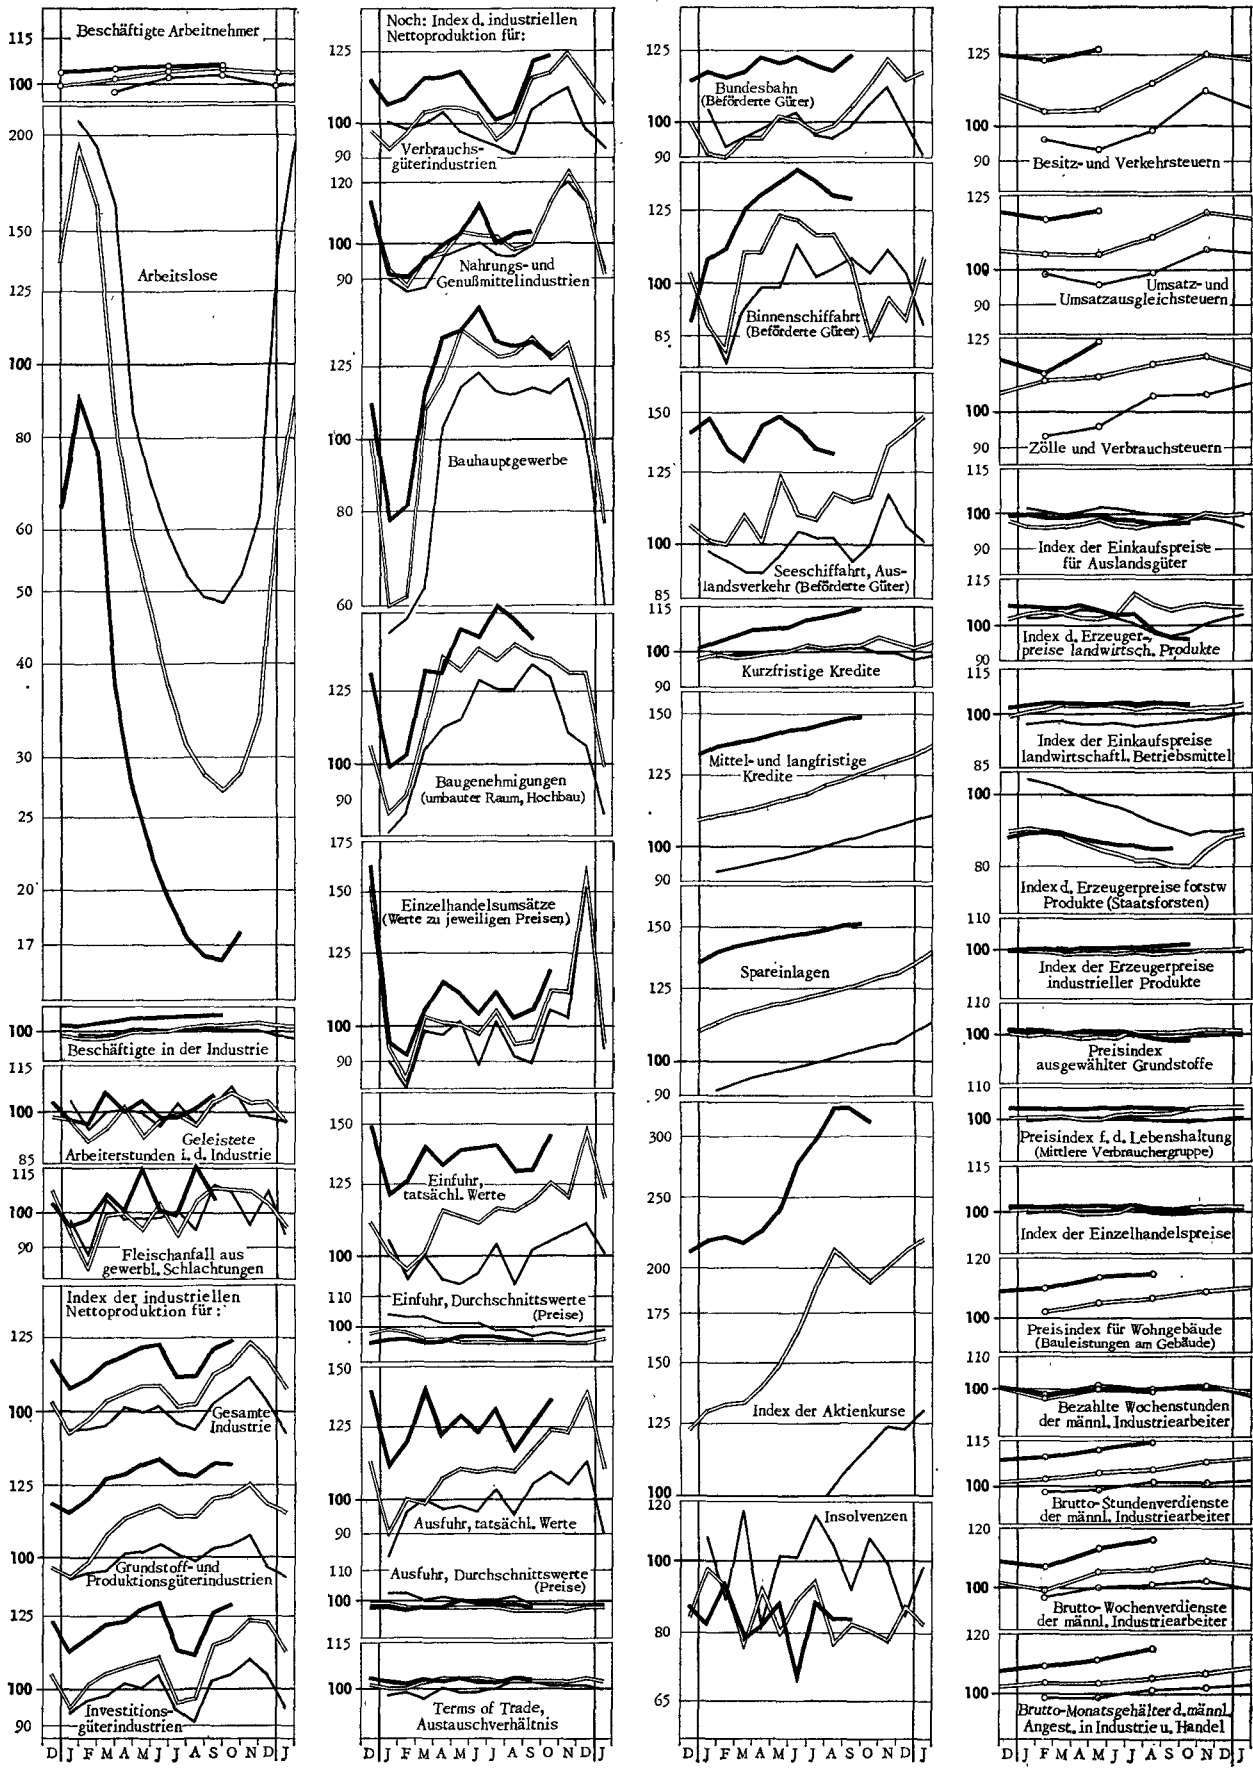 Beschäftigte Arbeitnehmer
115
100
200
150
Arbeitslose
125
100
80
60
50
40
30
25
20
17
100
Beschäftigte in der Industrie
115
100
Geleistete
Arbeiterstunden i. d. Industrie
85
115
100
90
Fleischanfall aus
gewerbl. Schlachtungen
Index der industriellen
Nettoproduktion für:
125
100
Gesamte
Industrie
125
100
Grundstoff- und
Produktionsgüterindustrien
125
100
90
Investitions-
güterindustrien
D J F M A M J J A S O N D J
Noch: Index d. industriellen
Nettoproduktion für:
125
100
90
Verbrauchs-
güterindustrien
120
100
90
Nahrungs- und
Genußmittelindustrien
125
100
Bauhauptgewerbe
80
60
125
100
Baugenehmigungen
(umbauter Raum, Hochbau)
90
175
150
Einzelhandelsumsätze
(Werte zu jeweiligen Preisen)
125
100
90
150
125
Einfuhr,
tatsächl. Werte
100
110
Einfuhr, Durchschnittswerte
(Preise)
100
150
125
100
90
Ausfuhr, tatsächl. Werte
110
Ausfuhr, Durchschnittswerte
(Preise)
100
115
100
Terms of Trade,
Austauschverhältnis
D J F M A M J J A S O N D J
125
Bundesbahn
(Beförderte Güter)
100
90
125
100
Binnenschiffahrt
(Beförderte Güter)
85
150
125
100
Seeschiffahrt, Aus-
landsverkehr (Beförderte Güter)
85
115
100
Kurzfristige Kredite
90
150
Mittel- und langfristige
Kredite
125
100
90
150
Spareinlagen
125
100
90
300
250
200
175
150
Index der Aktienkurse
125
100
120
Insolvenzen
100
80
65
D J F M A M J J A S O N D J
125
100
90
Besitz- und Verkehrsteuern
125
100
Umsatz- und
Umsatzausgleichsteuern
90
125
100
90
Zölle und Verbrauchsteuern
115
100
90
Index der Einkaufspreise
für Auslandsgüter
115
100
Index d. Erzeuger-
preise landwirtsch. Produkte
90
115
100
Index der Einkaufspreise
landwirtschaftl. Betriebsmittel
85
100
80
Index d. Erzeugerpreise forstw
Produkte (Staatsforsten)
110
100
Index der Erzeugerpreise
industrieller Produkte
110
100
Preisindex
ausgewählter Grundstoffe
110
100
Preisindex f. d. Lebenshaltung
(Mittlere Verbrauchergruppe)
115
100
Index der Einzelhandelspreise
120
100
Preisindex für Wohngebäude
(Bauleistungen am Gebäude)
110
100
Bezahlte Wochenstunden
der männl. Industriearbeiter
115
100
Brutto-Stundenverdienste
der männl. Industriearbeiter
120
100
Brutto-Wochenverdienste
der männl. Industriearbeiter
120
100
Brutto-Monatsgehälter d. männl.
Angest. in Industrie u. Handel
D J F M A M J J A S O N D J